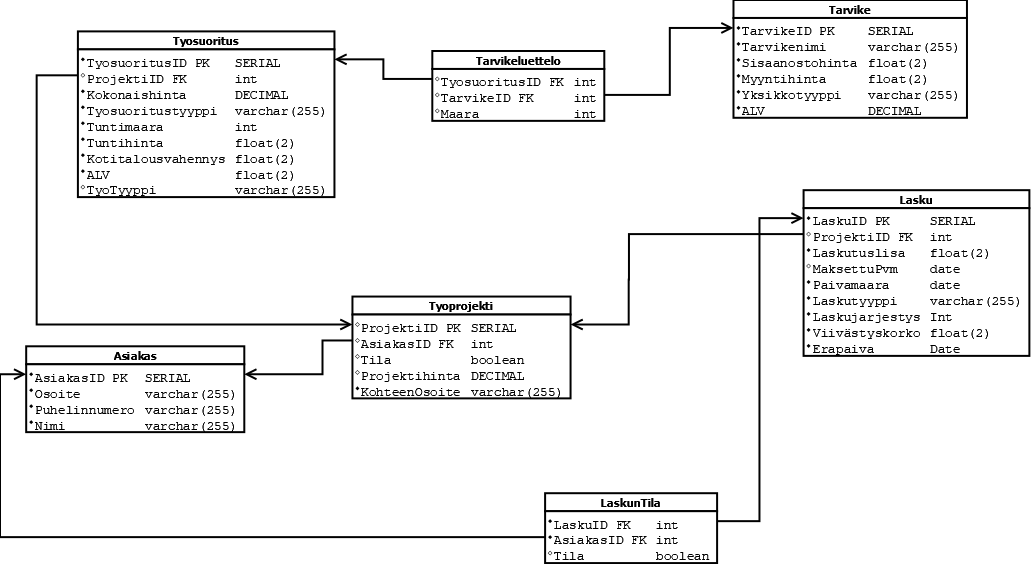 Tyosuoritus
TyosuoritusID PK SERIAL
ProjektiID FK int
Kokonaishinta DECIMAL
Tyosuoritustyyppi varchar(255)
Tuntimaara int
Tuntihinta float(2)
Kotitalousvahennys float(2)
ALV float(2)
TyoTyyppi varchar(255)
Tarvikeluettelo
TyosuoritusID FK int
TarvikeID FK int
Maara int
Tarvike
TarvikeID PK SERIAL
Tarvikenimi varchar(255)
Sisaanostohinta float(2)
Myyntihinta float(2)
Yksikkotyyppi varchar(255)
ALV DECIMAL
Lasku
LaskuID PK SERIAL
ProjektiID FK int
Laskutuslisa float(2)
MaksettuPvm date
Paivamaara date
Laskutyyppi varchar(255)
Laskujarjestys Int
Viivästyskorko float(2)
Erapaiva Date
Tyoprojekti
ProjektiID PK SERIAL
AsiakasID FK int
Tila boolean
Projektihinta DECIMAL
KohteenOsoite varchar(255)
Asiakas
AsiakasID PK SERIAL
Osoite varchar(255)
Puhelinnumero varchar(255)
Nimi varchar(255)
LaskunTila
LaskuID FK int
AsiakasID FK int
Tila boolean